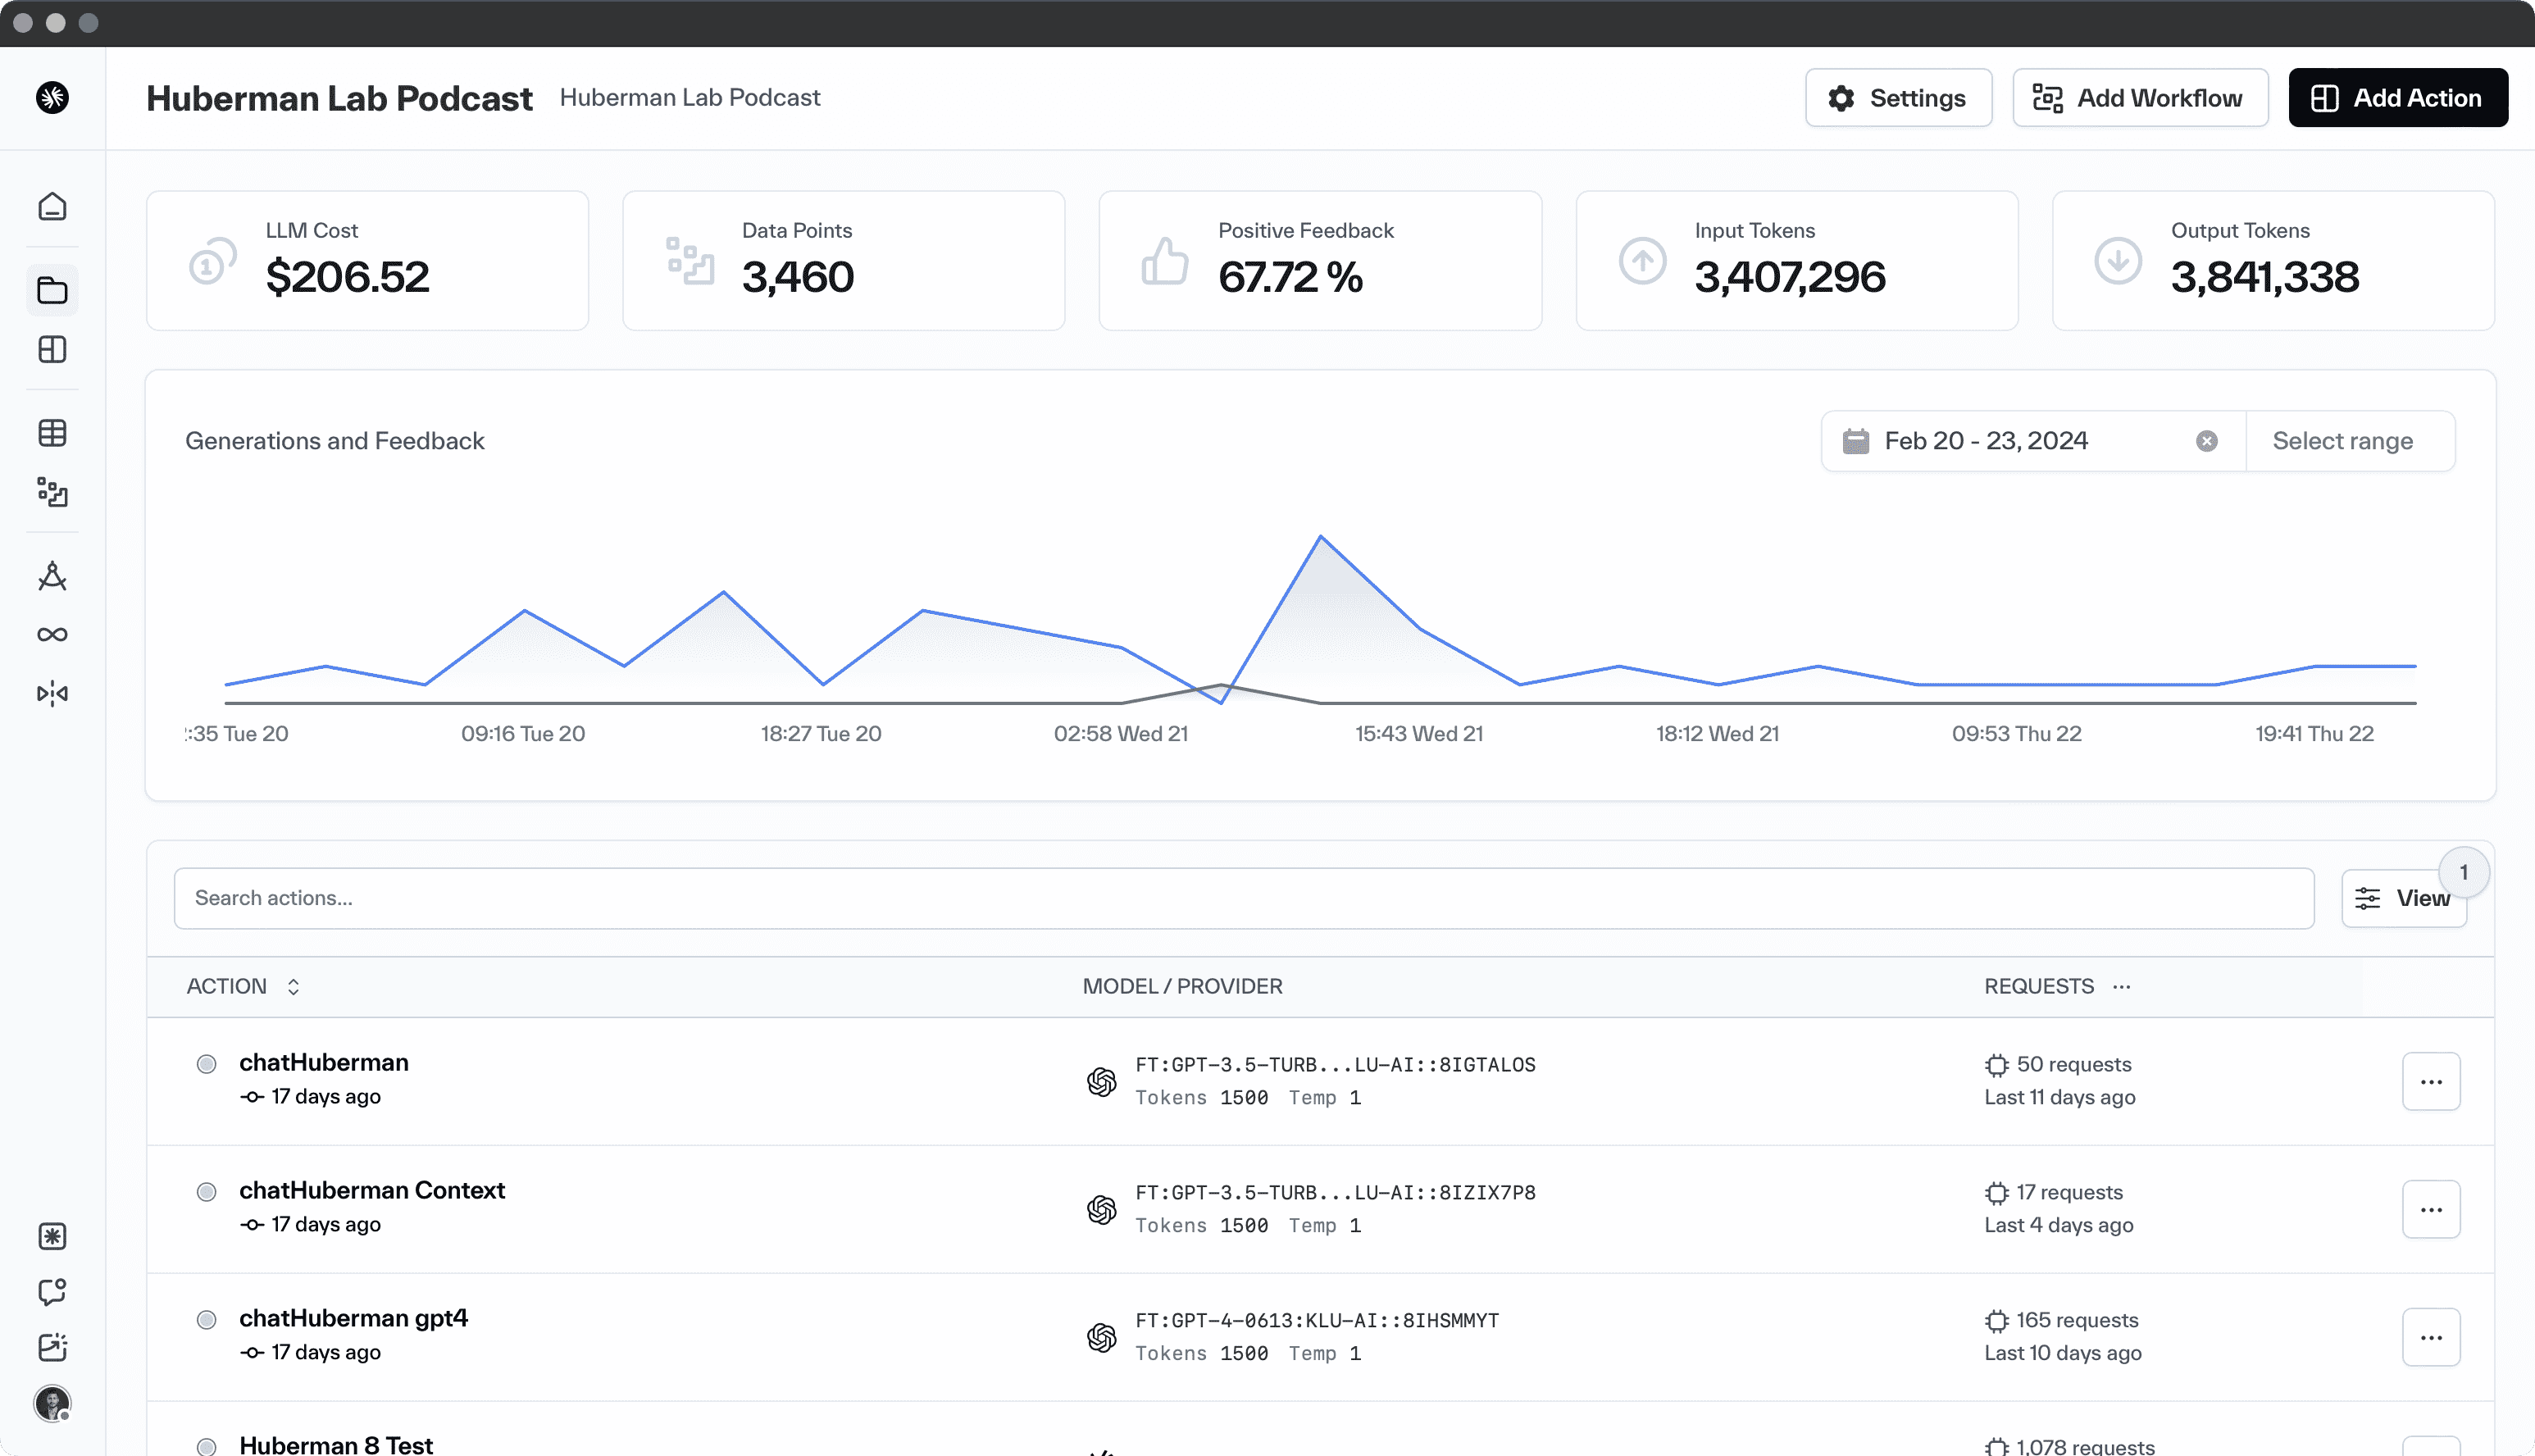 Huberman Lab Podcast
Huberman Lab Podcast
Settings
Add Workflow
Add Action
LLM Cost
$206.52
Data Points
3,460
Positive Feedback
67.72 %
Input Tokens
3,407,296
Output Tokens
3,841,338
Generations and Feedback
Feb 20 - 23, 2024
Select range
:35 Tue 20
09:16 Tue 20
18:27 Tue 20
02:58 Wed 21
15:43 Wed 21
18:12 Wed 21
09:53 Thu 22
19:41 Thu 22
Search actions...
View
1
ACTION
MODEL / PROVIDER
REQUESTS ...
chatHuberman
17 days ago
FT:GPT-3.5-TURB...LU-AI::8IGTALOS
Tokens 1500 Temp 1
50 requests
Last 11 days ago
chatHuberman Context
17 days ago
FT:GPT-3.5-TURB...LU-AI::8IZIX7P8
Tokens 1500 Temp 1
17 requests
Last 4 days ago
chatHuberman gpt4
17 days ago
FT:GPT-4-0613:KLU-AI::8IHSMMYT
Tokens 1500 Temp 1
165 requests
Last 10 days ago
Huberman 8 Test
1,078 requests